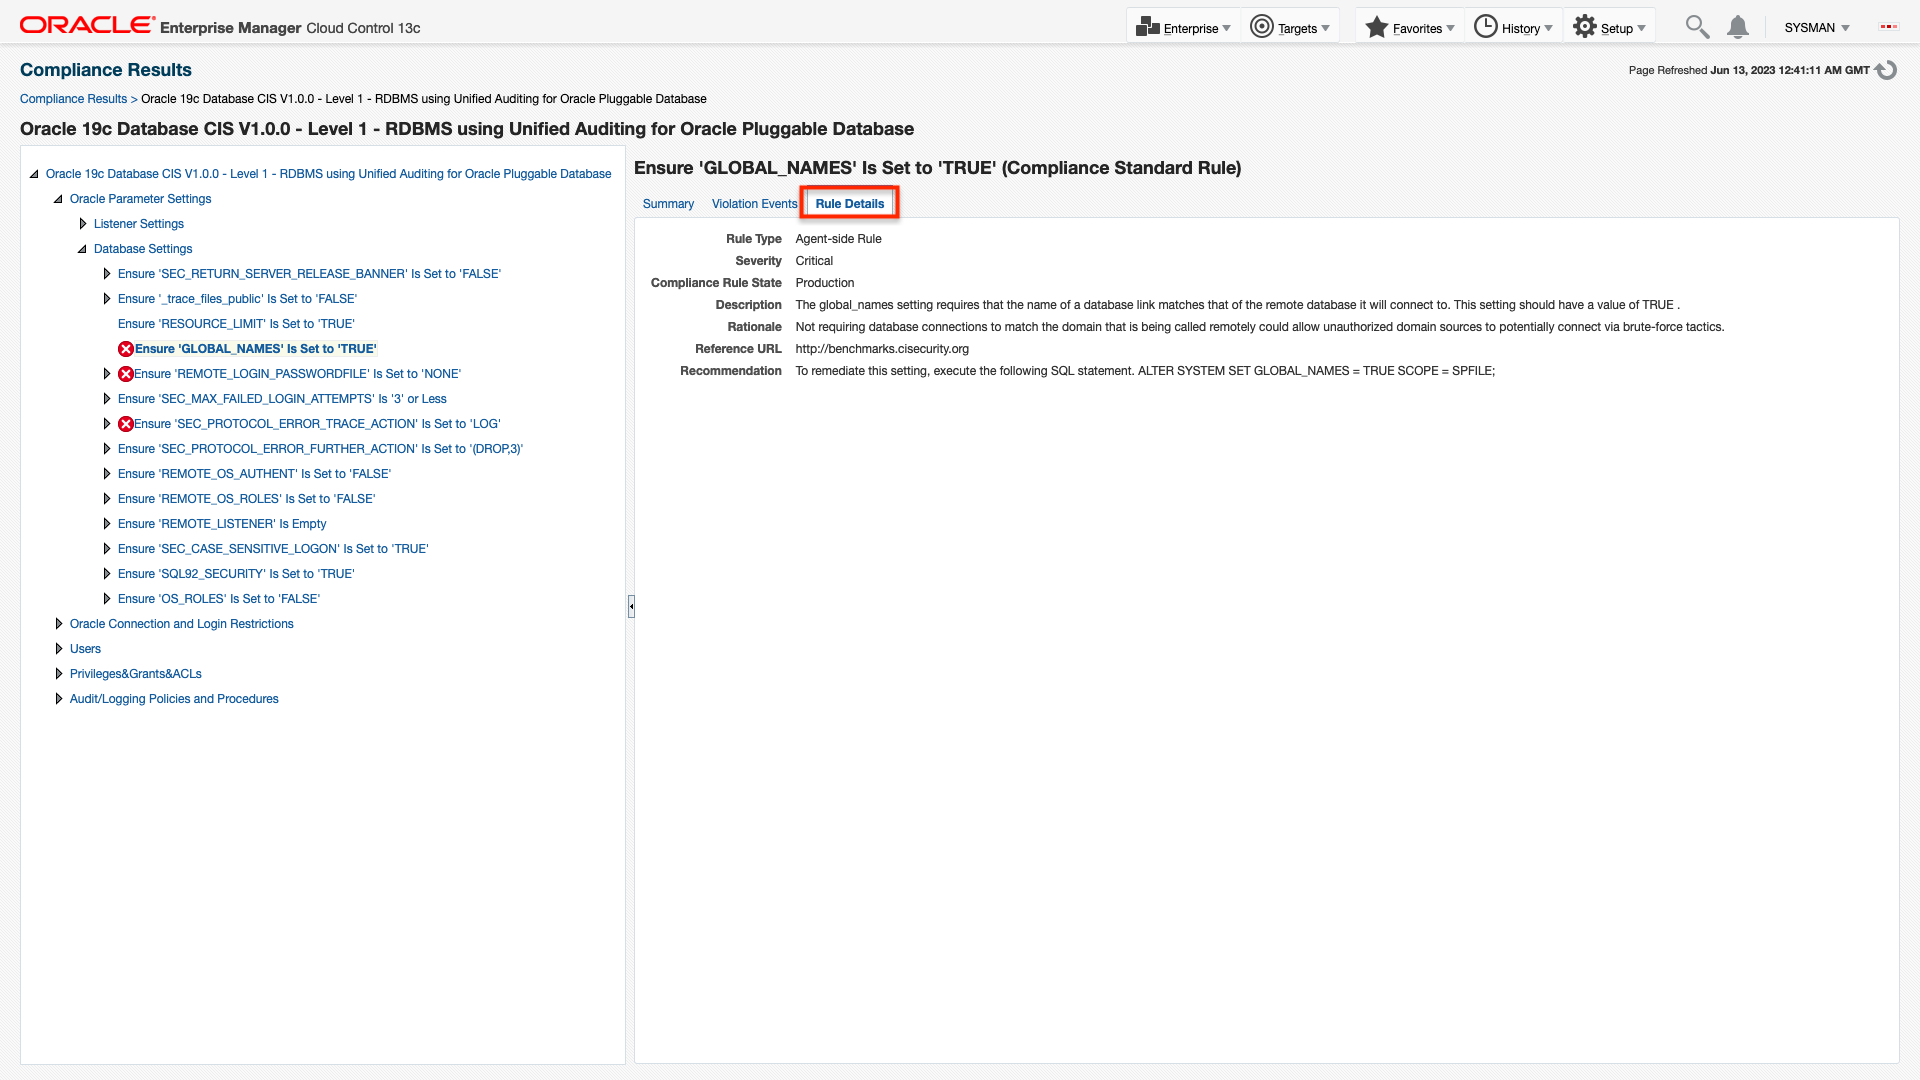 ORACLE® Enterprise Manager Cloud Control 13c
Enterprise Targets Favorites History Setup SYSMAN
Compliance Results
Page Refreshed Jun 13, 2023 12:41:11 AM GMT
Compliance Results > Oracle 19c Database CIS V1.0.0 - Level 1 - RDBMS using Unified Auditing for Oracle Pluggable Database
Oracle 19c Database CIS V1.0.0 - Level 1 - RDBMS using Unified Auditing for Oracle Pluggable Database
Oracle 19c Database CIS V1.0.0 - Level 1 - RDBMS using Unified Auditing for Oracle Pluggable Database
Oracle Parameter Settings
Listener Settings
Database Settings
Ensure 'SEC_RETURN_SERVER_RELEASE_BANNER' Is Set to 'FALSE'
Ensure '_trace_files_public' Is Set to 'FALSE'
Ensure 'RESOURCE_LIMIT' Is Set to 'TRUE'
Ensure 'GLOBAL_NAMES' Is Set to 'TRUE'
Ensure 'REMOTE_LOGIN_PASSWORDFILE' Is Set to 'NONE'
Ensure 'SEC_MAX_FAILED_LOGIN_ATTEMPTS' Is '3' or Less
Ensure 'SEC_PROTOCOL_ERROR_TRACE_ACTION' Is Set to 'LOG'
Ensure 'SEC_PROTOCOL_ERROR_FURTHER_ACTION' Is Set to '(DROP,3)'
Ensure 'REMOTE_OS_AUTHENT' Is Set to 'FALSE'
Ensure 'REMOTE_OS_ROLES' Is Set to 'FALSE'
Ensure 'REMOTE_LISTENER' Is Empty
Ensure 'SEC_CASE_SENSITIVE_LOGON' Is Set to 'TRUE'
Ensure 'SQL92_SECURITY' Is Set to 'TRUE'
Ensure 'OS_ROLES' Is Set to 'FALSE'
Oracle Connection and Login Restrictions
Users
Privileges&Grants&ACLs
Audit/Logging Policies and Procedures
Ensure 'GLOBAL_NAMES' Is Set to 'TRUE' (Compliance Standard Rule)
Summary Violation Events Rule Details
Rule Type Agent-side Rule
Severity Critical
Compliance Rule State Production
Description The global_names setting requires that the name of a database link matches that of the remote database it will connect to. This setting should have a value of TRUE .
Rationale Not requiring database connections to match the domain that is being called remotely could allow unauthorized domain sources to potentially connect via brute-force tactics.
Reference URL http://benchmarks.cisecurity.org
Recommendation To remediate this setting, execute the following SQL statement. ALTER SYSTEM SET GLOBAL_NAMES = TRUE SCOPE = SPFILE;